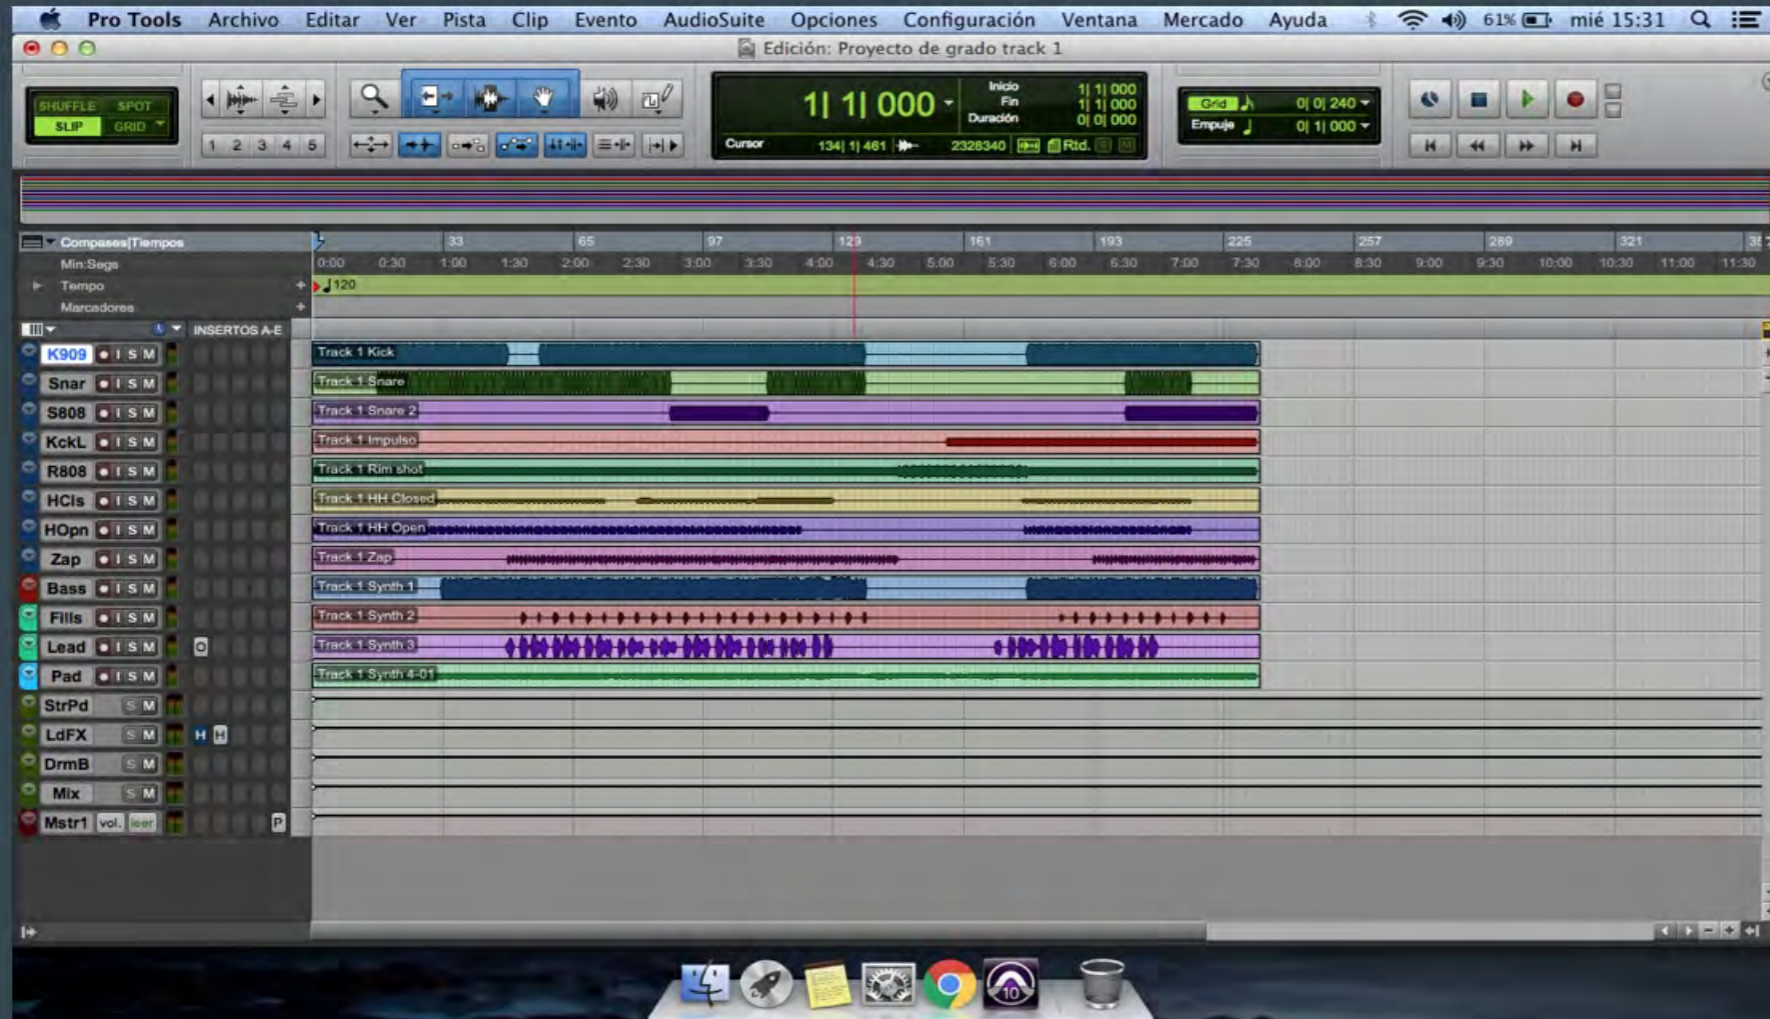 Pro Tools Archivo Editar Ver Pista Clip Evento AudioSuite Opciones Configuración Ventana Mercado Ayuda 61% mié 15:31
Edición: Proyecto de grado track 1
SHUFFLE SPOT
SLIP GRID
1 2 3 4 5
1| 1| 000
Inicio 1| 1| 000
Fin 1| 1| 000
Duración 0| 0| 000
Cursor 134| 1| 461 2328340 Rtd.
Grid 0| 0| 240
Empuje 0| 1| 000
Compases|Tiempos 33 65 97 129 161 193 225 257 289 321
Min:Segs 0:00 0:30 1:00 1:30 2:00 2:30 3:00 3:30 4:00 4:30 5:00 5:30 6:00 6:30 7:00 7:30 8:00 8:30 9:00 9:30 10:00 10:30 11:00 11:30
Tempo 120
Marcadores
INSERTOS A-E
K909 I S M Track 1 Kick
Snar I S M Track 1 Snare
S808 I S M Track 1 Snare 2
KckL I S M Track 1 Impulso
R808 I S M Track 1 Rim shot
HCls I S M Track 1 HH Closed
HOpn I S M Track 1 HH Open
Zap I S M Track 1 Zap
Bass I S M Track 1 Synth 1
Fills I S M Track 1 Synth 2
Lead I S M O Track 1 Synth 3
Pad I S M Track 1 Synth 4-01
StrPd S M
LdFX S M H H
DrmB S M
Mix S M
Mstr1 vol. leer P
10